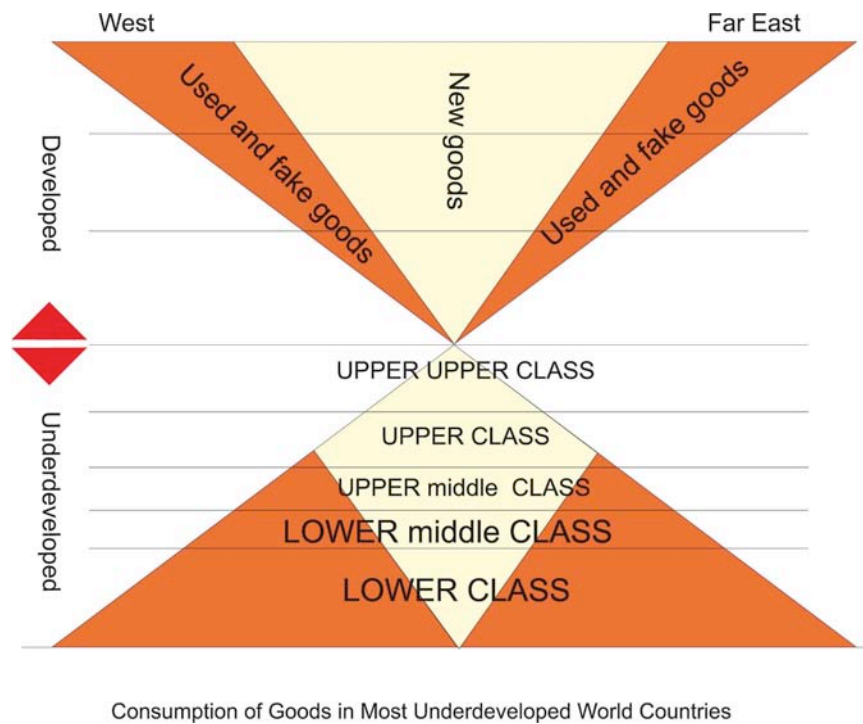 West
Far East
Used and fake goods
New goods
Used and fake goods
Developed
UPPER UPPER CLASS
UPPER CLASS
UPPER middle CLASS
LOWER middle CLASS
LOWER CLASS
Underdeveloped
Consumption of Goods in Most Underdeveloped World Countries